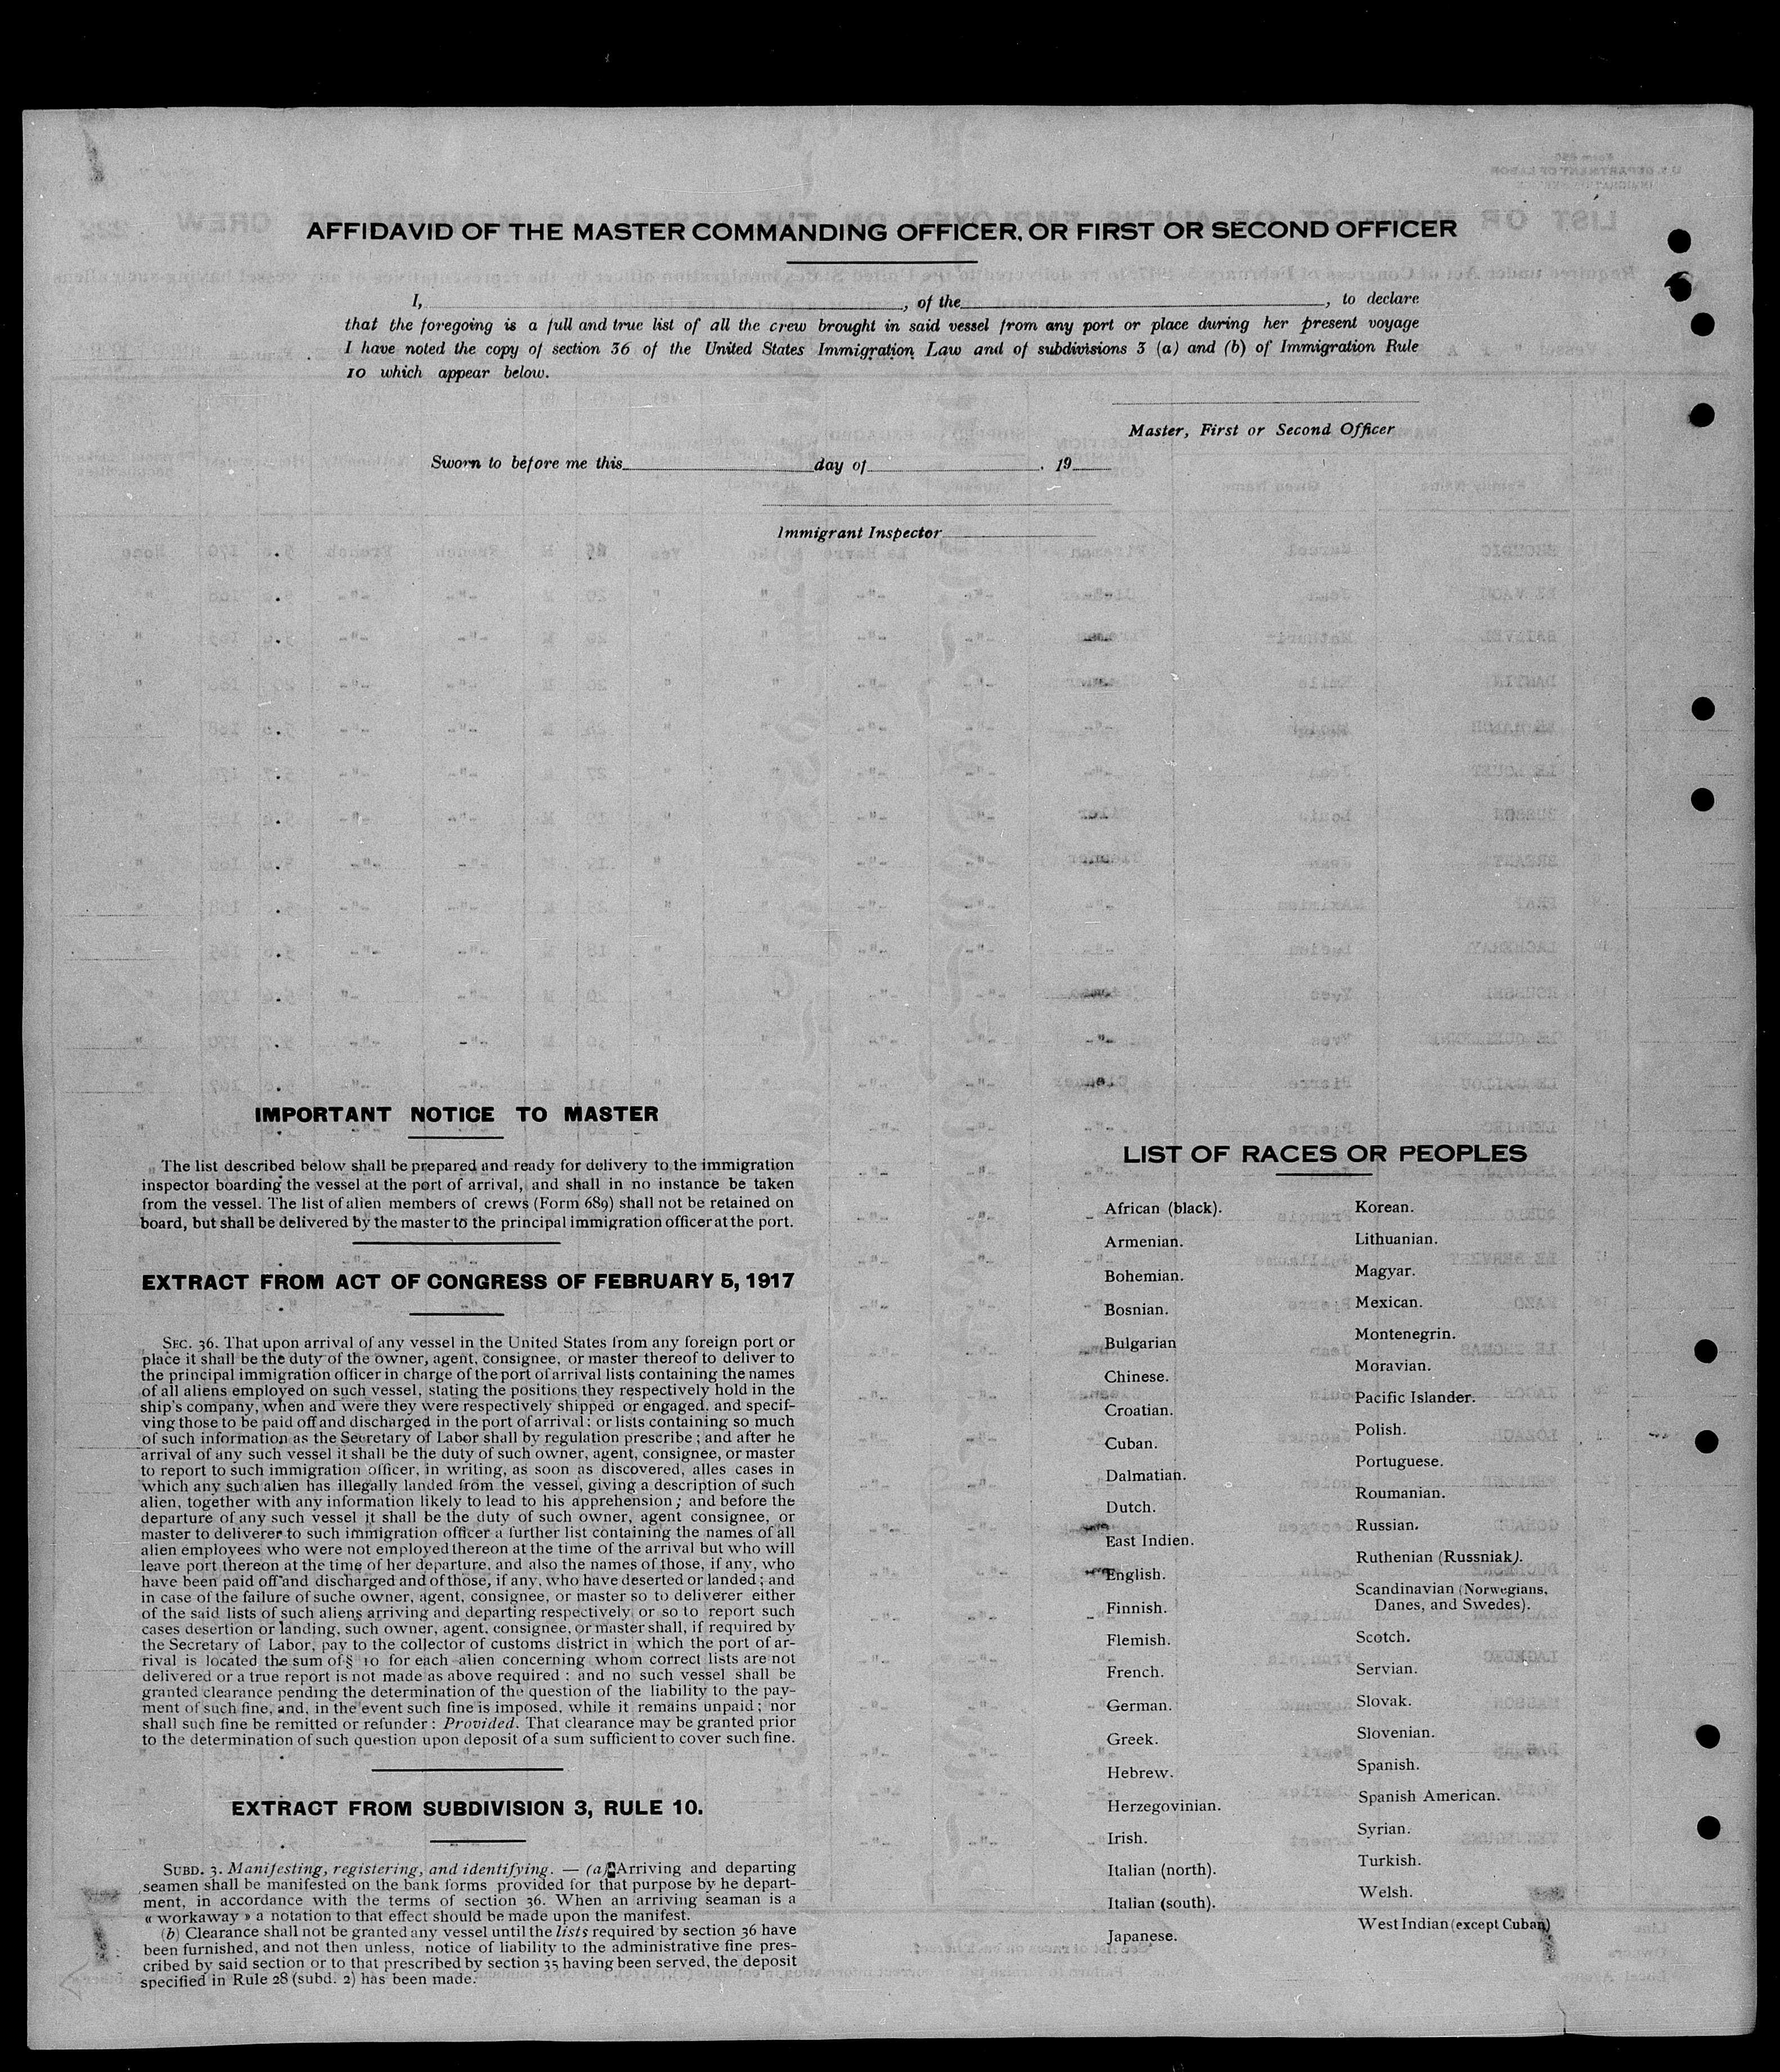 AFFIDAVID OF THE MASTER COMMANDING OFFICER, OR FIRST OR SECOND OFFICER
I, , of the , to declare
that the foregoing is a full and true list of all the crew brought in said vessel from any port or place during her present voyage
I have noted the copy of section 36 of the United States Immigration Law and of subdivisions 3 (a) and (b) of Immigration Rule
10 which appear below.
Master, First or Second Officer
Sworn to before me this day of . 19
Immigrant Inspector
IMPORTANT NOTICE TO MASTER
The list described below shall be prepared and ready for delivery to the immigration
inspector boarding the vessel at the port of arrival, and shall in no instance be taken
from the vessel. The list of alien members of crews (Form 689) shall not be retained on
board, but shall be delivered by the master to the principal immigration officer at the port.
EXTRACT FROM ACT OF CONGRESS OF FEBRUARY 5, 1917
SEC. 36. That upon arrival of any vessel in the United States from any foreign port or
place it shall be the duty of the owner, agent, consignee, or master thereof to deliver to
the principal immigration officer in charge of the port of arrival lists containing the names
of all aliens employed on such vessel, stating the positions they respectively hold in the
ship's company, when and were they were respectively shipped or engaged, and specif-
ving those to be paid off and discharged in the port of arrival; or lists containing so much
of such information as the Secretary of Labor shall by regulation prescribe; and after he
arrival of any such vessel it shall be the duty of such owner, agent, consignee, or master
to report to such immigration officer, in writing, as soon as discovered, alles cases in
which any such alien has illegally landed from the vessel, giving a description of such
alien, together with any information likely to lead to his apprehension; and before the
departure of any such vessel it shall be the duty of such owner, agent consignee, or
master to deliverer to such immigration officer a further list containing the names of all
alien employees who were not employed thereon at the time of the arrival but who will
leave port thereon at the time of her departure, and also the names of those, if any, who
have been paid off and discharged and of those, if any, who have deserted or landed; and
in case of the failure of suche owner, agent, consignee, or master so to deliverer either
of the said lists of such aliens arriving and departing respectively or so to report such
cases desertion or landing, such owner, agent, consignee, or master shall, if required by
the Secretary of Labor, pay to the collector of customs district in which the port of ar-
rival is located the sum of § 10 for each alien concerning whom correct lists are not
delivered or a true report is not made as above required: and no such vessel shall be
granted clearance pending the determination of the question of the liability to the pay-
ment of such fine, and, in the event such fine is imposed, while it remains unpaid; nor
shall such fine be remitted or refunder: Provided. That clearance may be granted prior
to the determination of such question upon deposit of a sum sufficient to cover such fine.
EXTRACT FROM SUBDIVISION 3, RULE 10.
SUBD. 3. Manifesting, registering, and identifying. — (a) Arriving and departing
seamen shall be manifested on the bank forms provided for that purpose by he depart-
ment, in accordance with the terms of section 36. When an arriving seaman is a
« workaway » a notation to that effect should be made upon the manifest.
(b) Clearance shall not be granted any vessel until the lists required by section 36 have
been furnished, and not then unless, notice of liability to the administrative fine pres-
cribed by said section or to that prescribed by section 35 having been served, the deposit
specified in Rule 28 (subd. 2) has been made.
LIST OF RACES OR PEOPLES
African (black).
Armenian.
Bohemian.
Bosnian.
Bulgarian
Chinese.
Croatian.
Cuban.
Dalmatian.
Dutch.
East Indien.
English.
Finnish.
Flemish.
French.
German.
Greek.
Hebrew.
Herzegovinian.
Irish.
Italian (north).
Italian (south).
Japanese.
Korean.
Lithuanian.
Magyar.
Mexican.
Montenegrin.
Moravian.
Pacific Islander.
Polish.
Portuguese.
Roumanian.
Russian.
Ruthenian (Russniak).
Scandinavian (Norwegians,
Danes, and Swedes).
Scotch.
Servian.
Slovak.
Slovenian.
Spanish.
Spanish American.
Syrian.
Turkish.
Welsh.
West Indian (except Cuban)